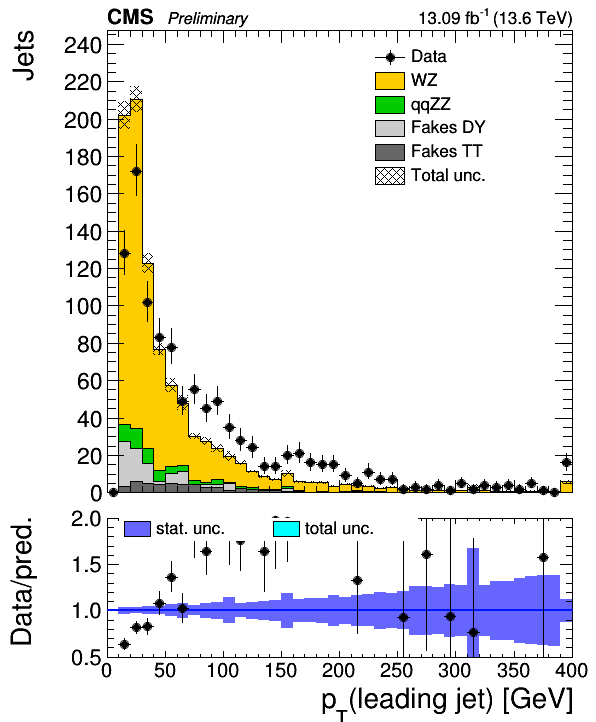 CMS Preliminary 13.09 fb-1 (13.6 TeV)
Jets
240
220
200
180
160
140
120
100
80
60
40
20
0
Data
WZ
qqZZ
Fakes DY
Fakes TT
Total unc.
Data/pred.
2.0
1.5
1.0
0.5
stat. unc.
total unc.
0 50 100 150 200 250 300 350 400
pT(leading jet) [GeV]